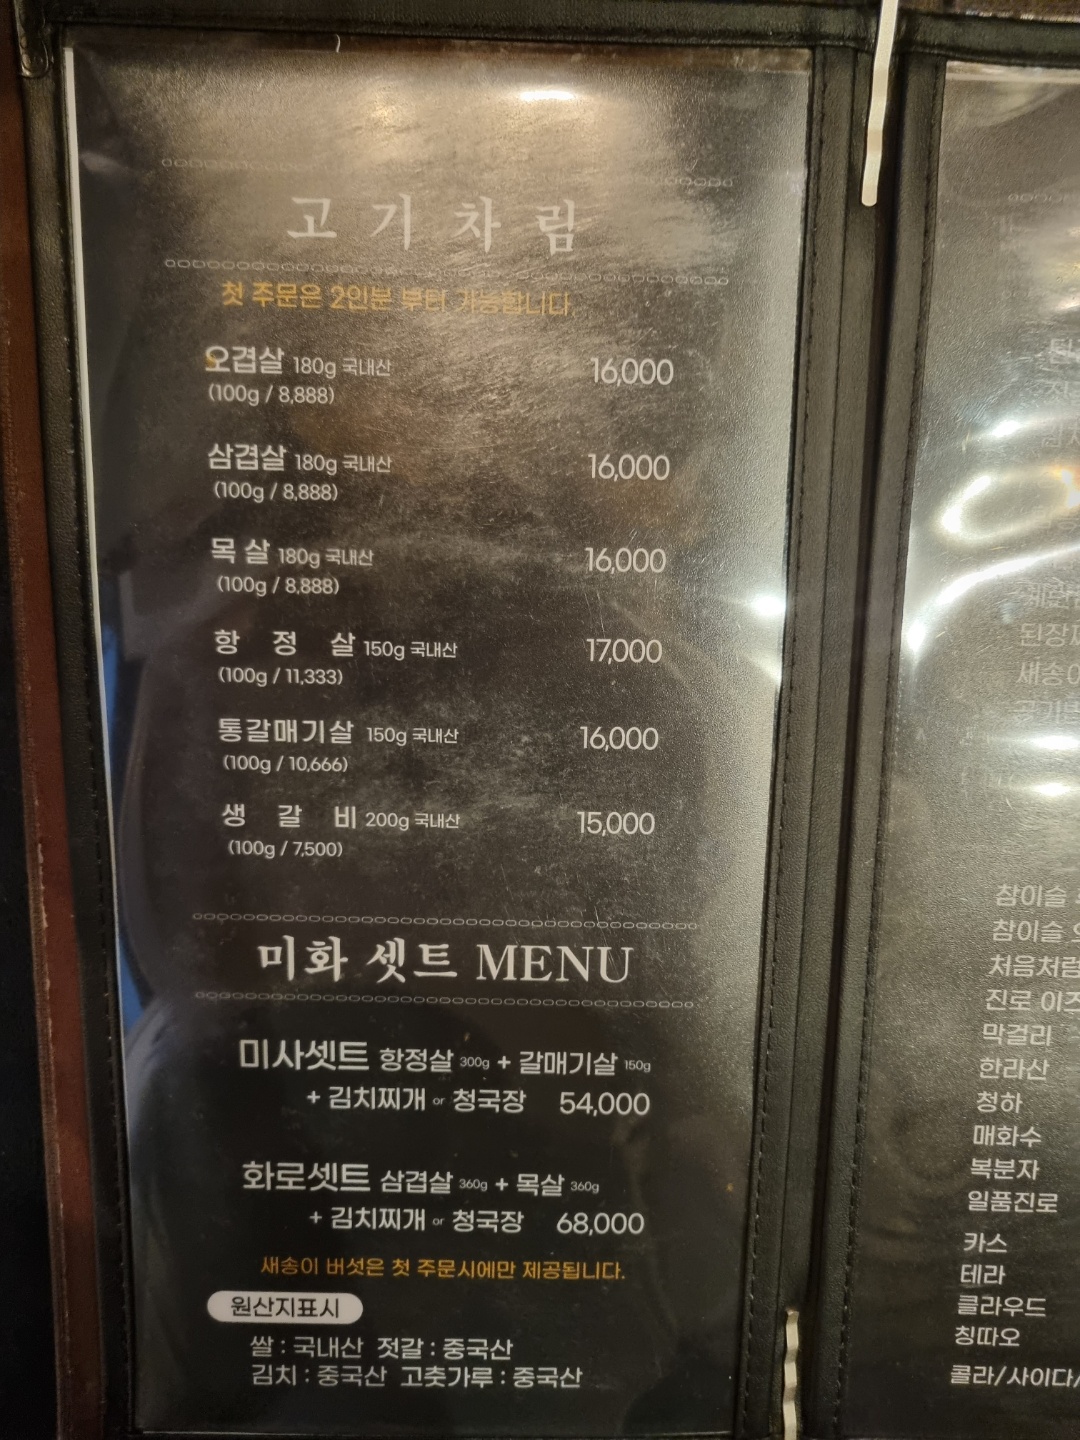 고기차림
첫 주문은 2인분 부터 가능합니다.
오겹살 180g 국내산 16,000
(100g / 8,888)
삼겹살 180g 국내산 16,000
(100g / 8,888)
목 살 180g 국내산 16,000
(100g / 8,888)
항 정 살 150g 국내산 17,000
(100g / 11,333)
통갈매기살 150g 국내산 16,000
(100g / 10,666)
생 갈 비 200g 국내산 15,000
(100g / 7,500)
미화 셋트 MENU
미사셋트 항정살 300g + 갈매기살 150g
+ 김치찌개 or 청국장 54,000
화로셋트 삼겹살 360g + 목살 360g
+ 김치찌개 or 청국장 68,000
새송이 버섯은 첫 주문시에만 제공됩니다.
원산지표시
쌀 : 국내산 젓갈 : 중국산
김치 : 중국산 고춧가루 : 중국산
참이슬
참이슬
처음처럼
진로 이즈
막걸리
한라산
청하
매화수
복분자
일품진로
카스
테라
클라우드
칭따오
콜라/사이다/